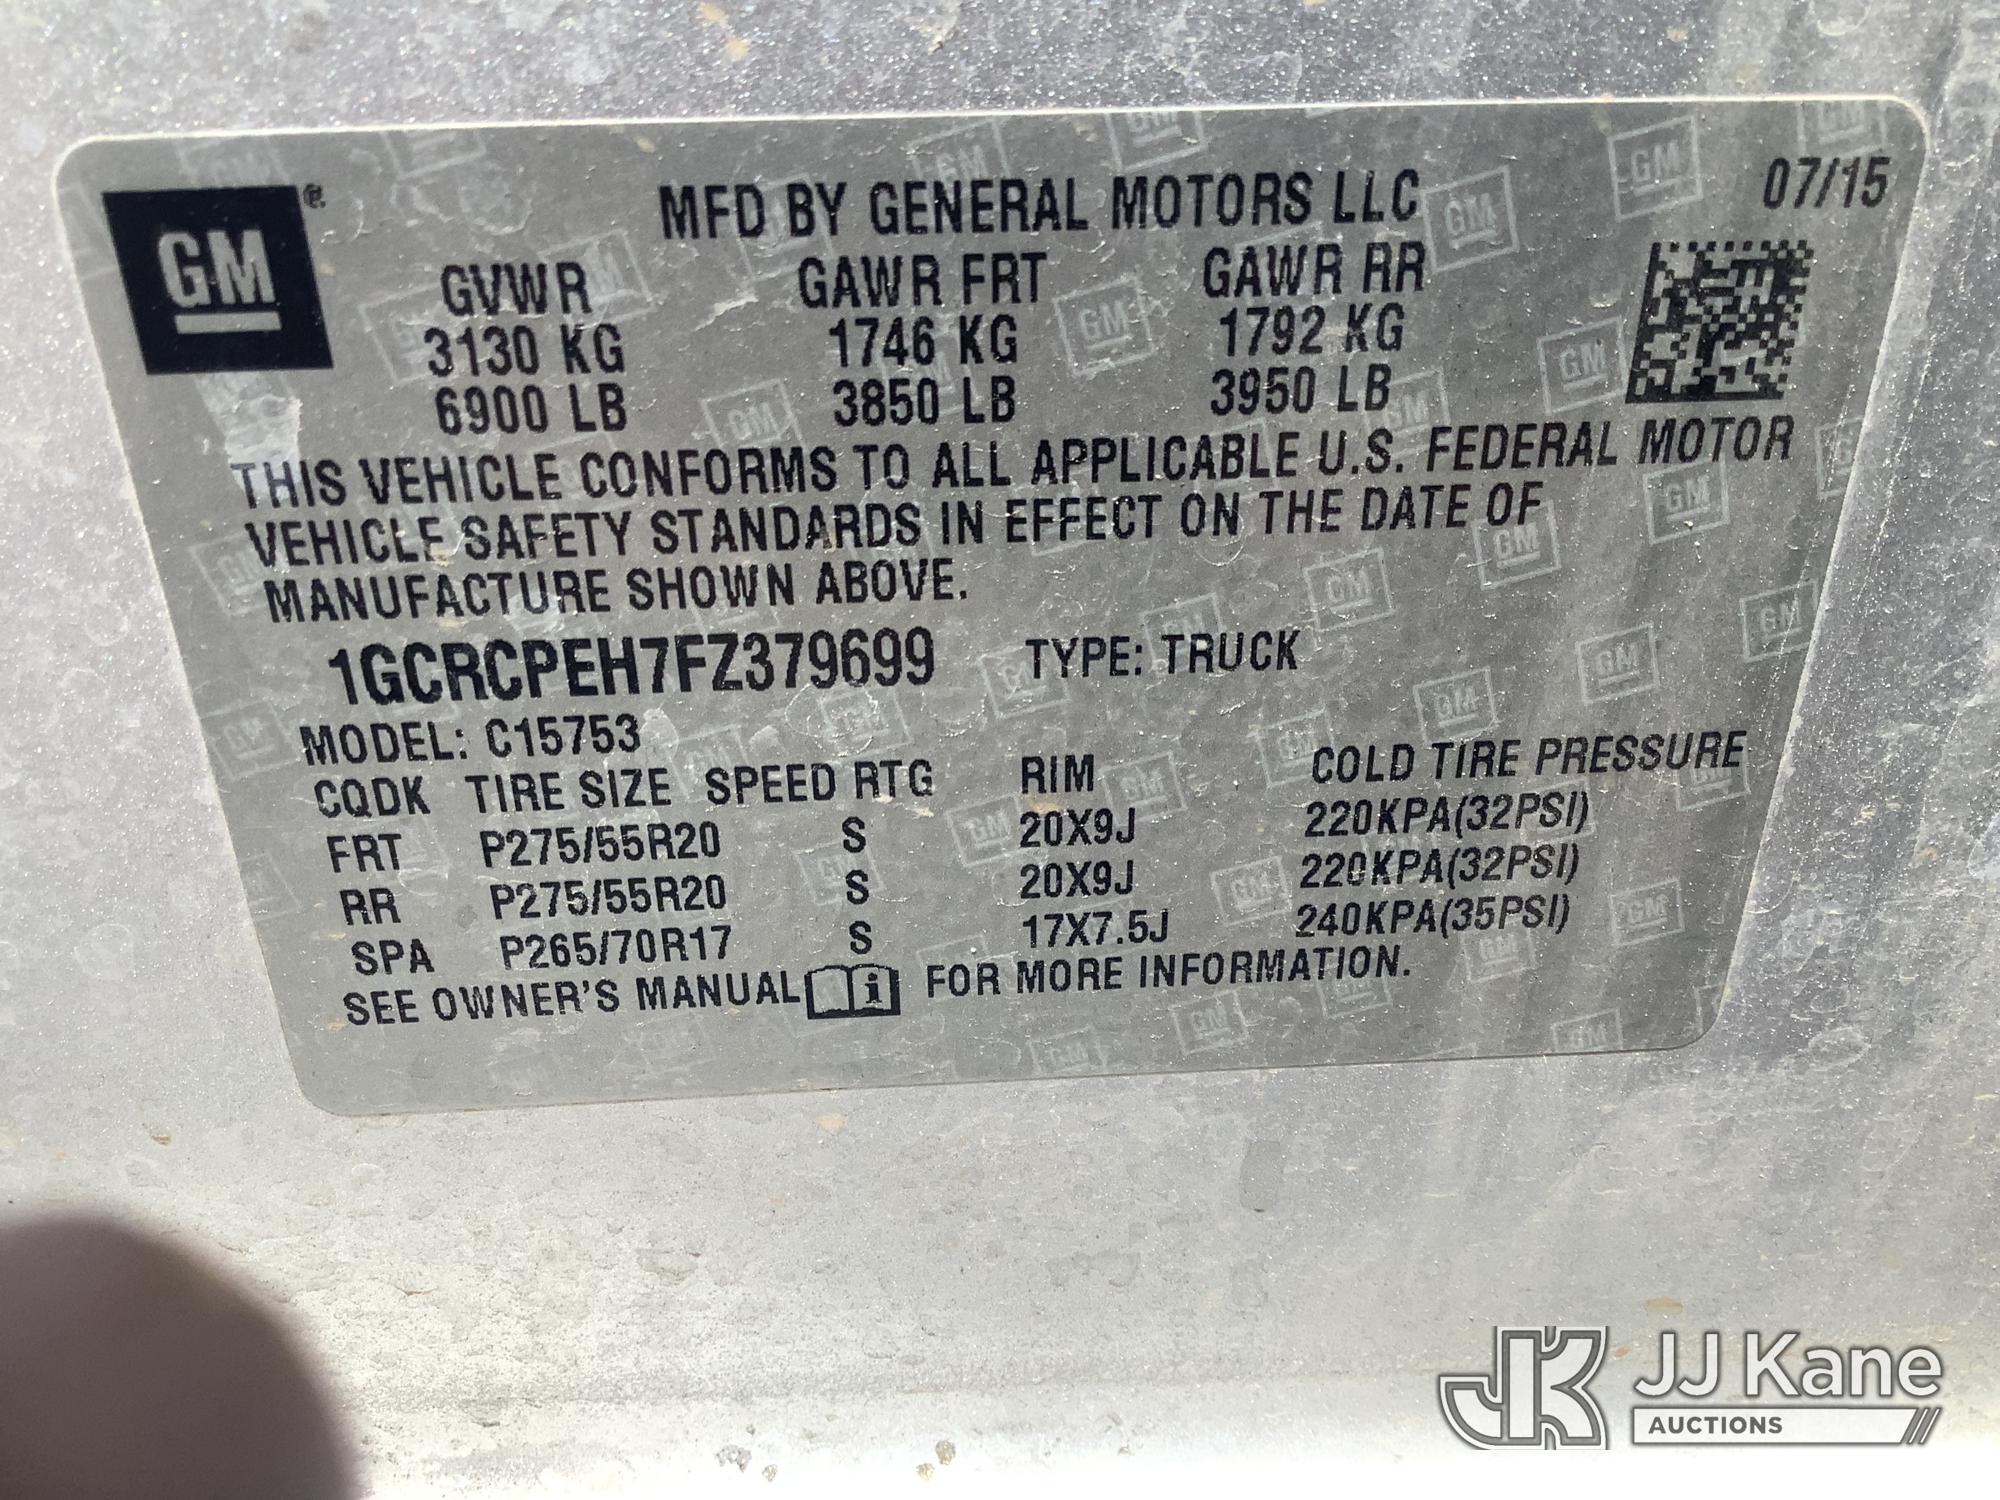 GM®
MFD BY GENERAL MOTORS LLC 07/15
GVWR GAWR FRT GAWR RR
3130 KG 1746 KG 1792 KG
6900 LB 3850 LB 3950 LB
THIS VEHICLE CONFORMS TO ALL APPLICABLE U.S. FEDERAL MOTOR
VEHICLE SAFETY STANDARDS IN EFFECT ON THE DATE OF
MANUFACTURE SHOWN ABOVE.
1GCRCPEH7FZ379699 TYPE: TRUCK
MODEL: C15753
CQDK TIRE SIZE SPEED RTG RIM COLD TIRE PRESSURE
FRT P275/55R20 S 20X9J 220KPA(32PSI)
RR P275/55R20 S 20X9J 220KPA(32PSI)
SPA P265/70R17 S 17X7.5J 240KPA(35PSI)
SEE OWNER'S MANUAL i FOR MORE INFORMATION.
JK JJ Kane
AUCTIONS